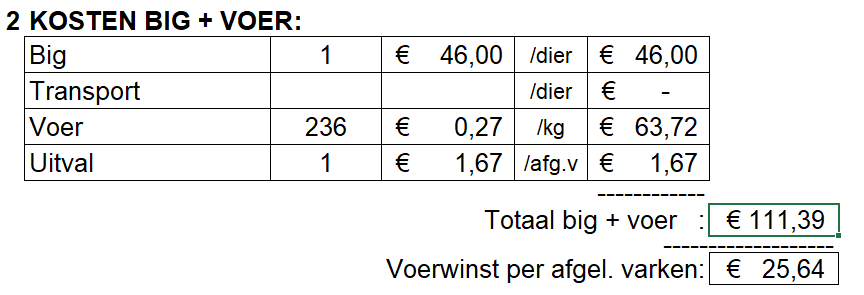 2 KOSTEN BIG + VOER:
Big 1 € 46,00 /dier € 46,00
Transport /dier € -
Voer 236 € 0,27 /kg € 63,72
Uitval 1 € 1,67 /afg.v € 1,67
------------
Totaal big + voer : € 111,39
-------------------
Voerwinst per afgel. varken: € 25,64